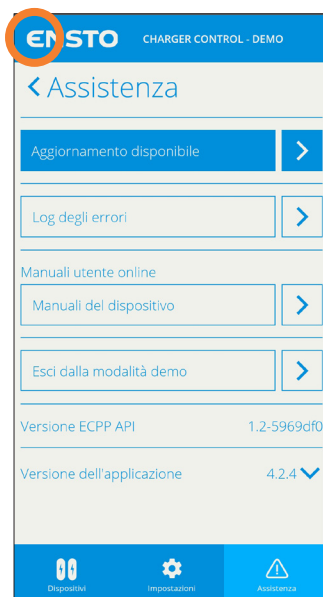 ENSTO CHARGER CONTROL - DEMO
Assistenza
Aggiornamento disponibile
Log degli errori
Manuali utente online
Manuali del dispositivo
Esci dalla modalità demo
Versione ECPP API 1.2-5969df0
Versione dell'applicazione 4.2.4
Dispositivi Impostazioni Assistenza